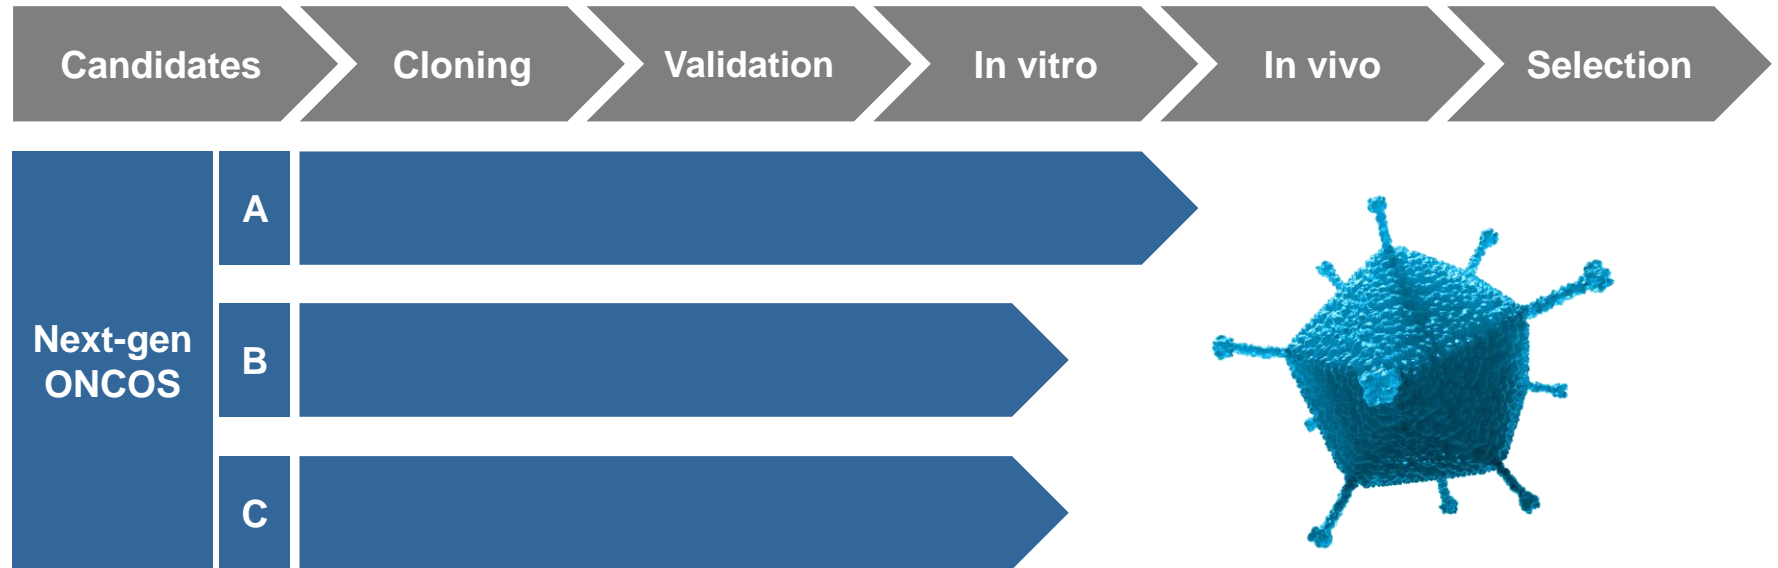 Candidates Cloning Validation In vitro In vivo Selection
A
Next-gen
ONCOS
B
C